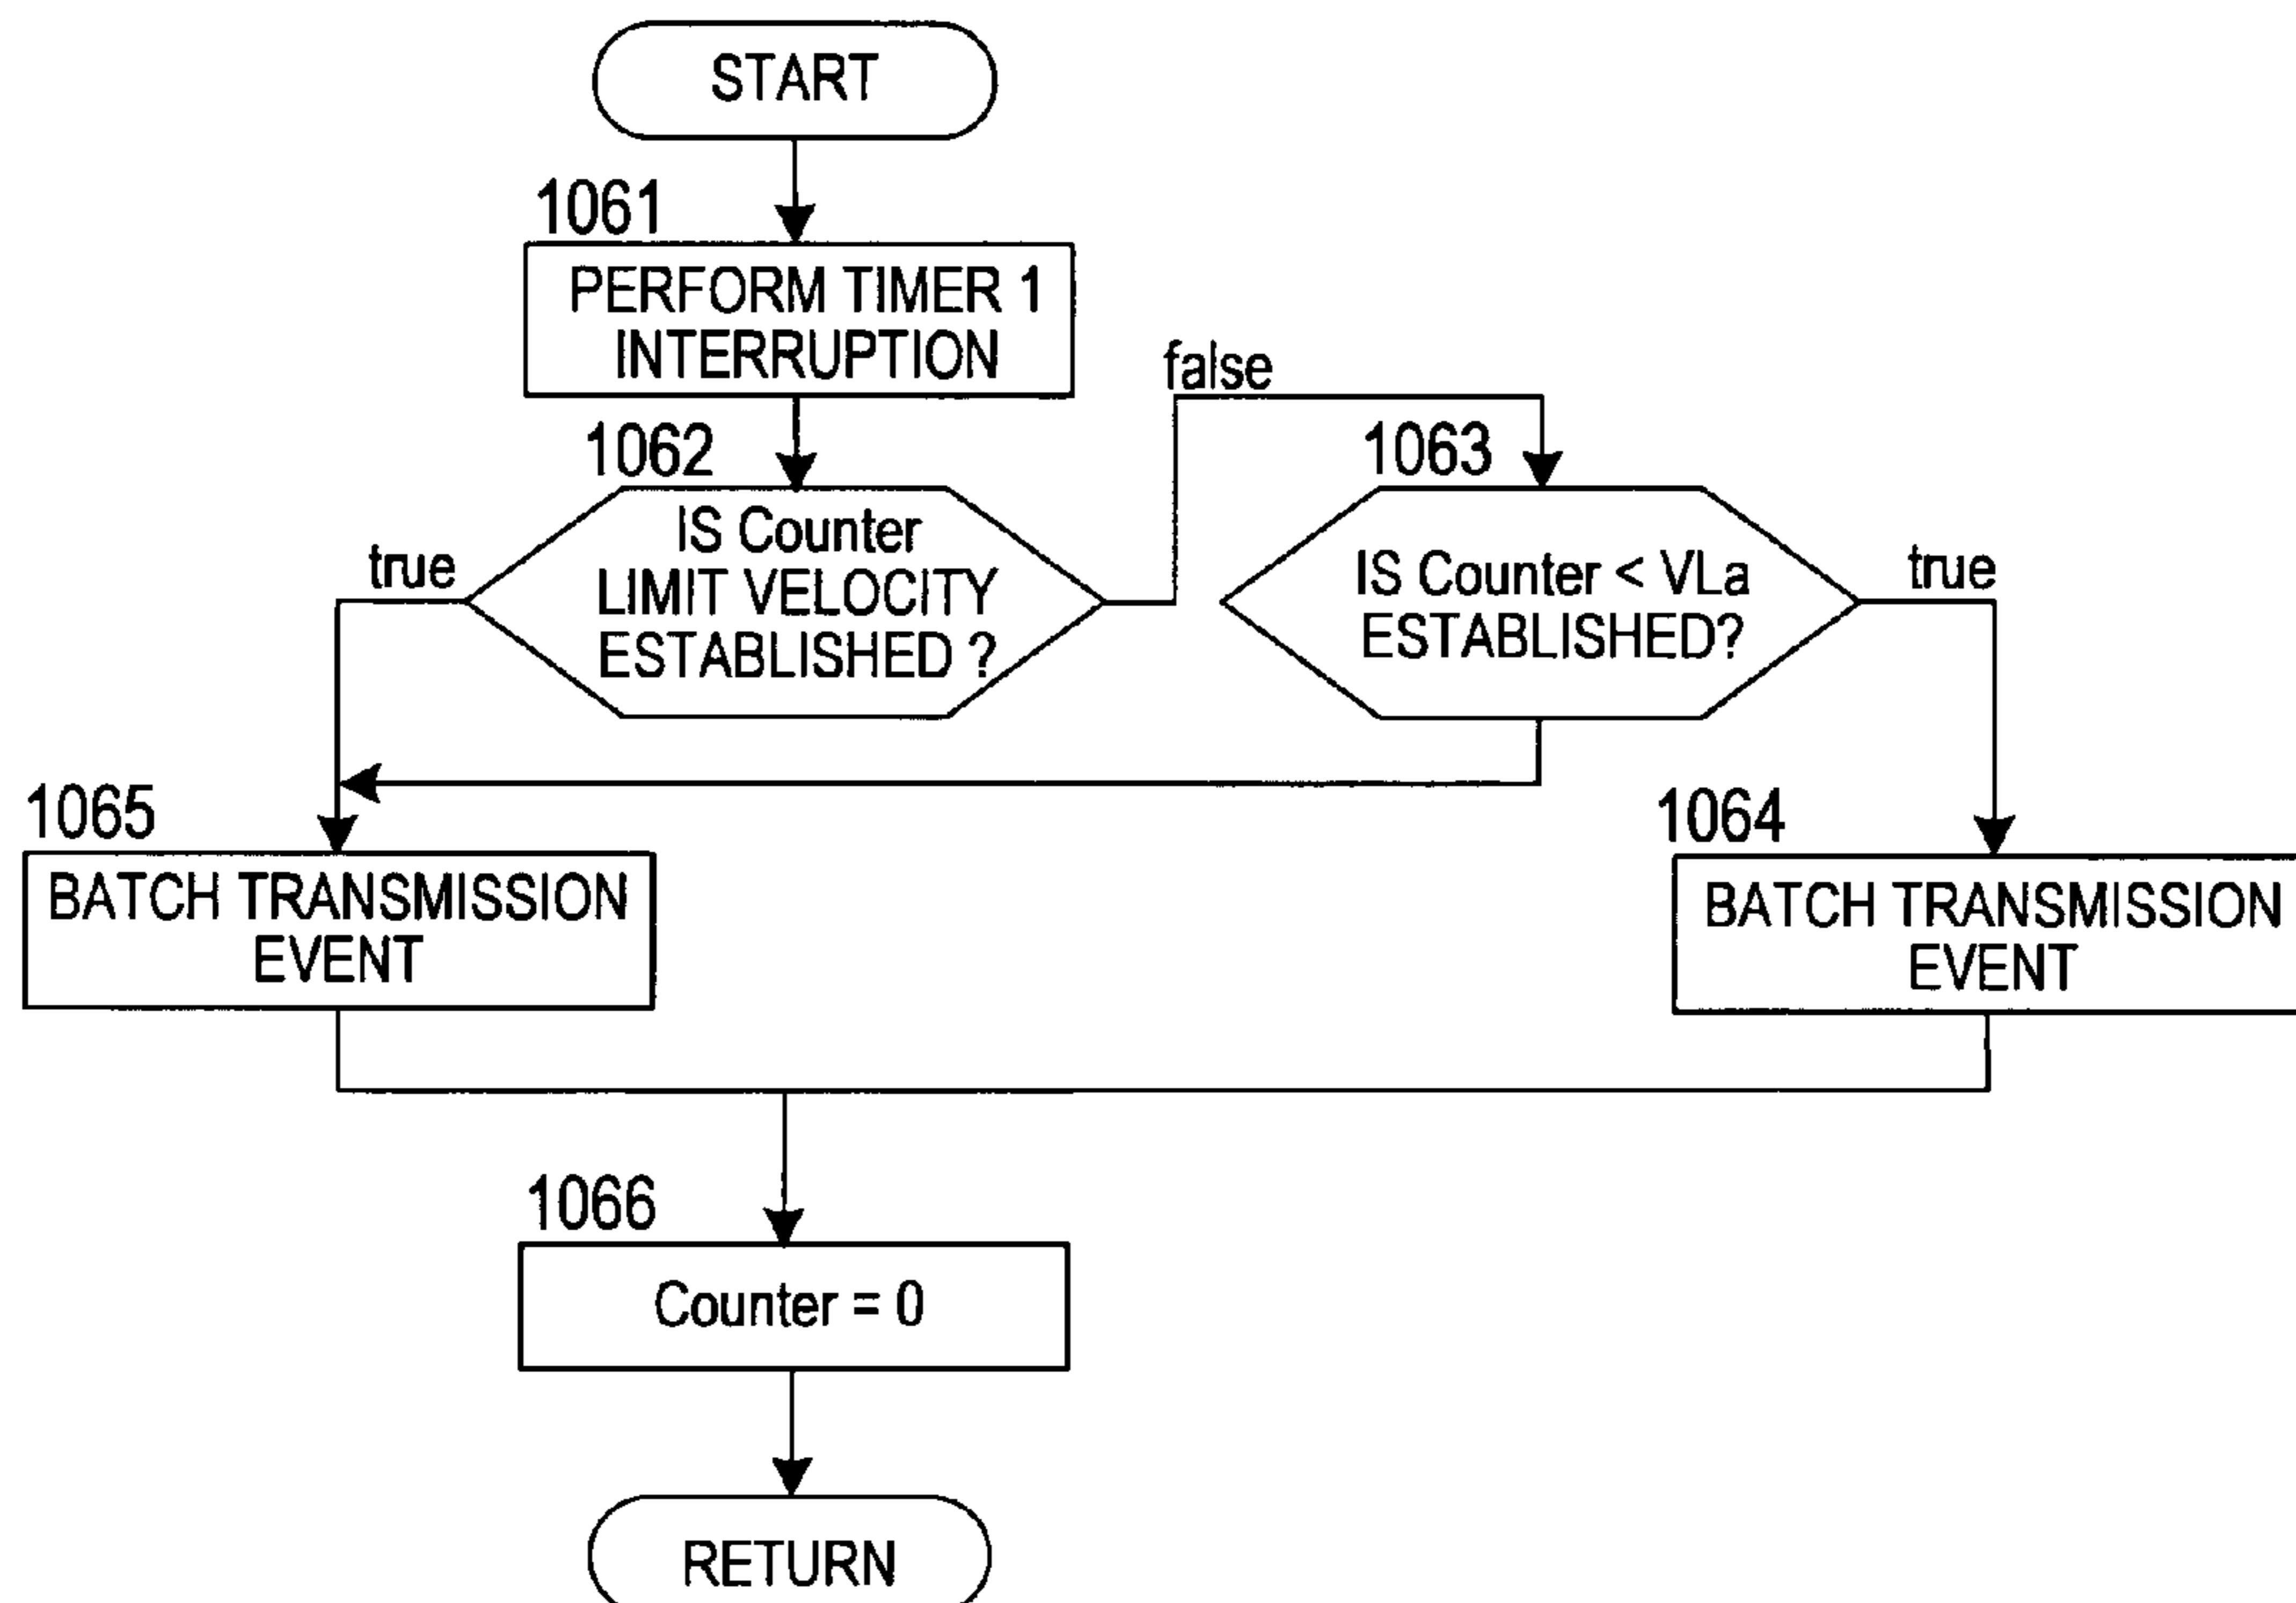 START
1061
PERFORM TIMER 1
INTERRUPTION
false
1062
IS Counter
LIMIT VELOCITY
ESTABLISHED ?
true
1063
IS Counter < VLa
ESTABLISHED?
true
1065
BATCH TRANSMISSION
EVENT
1064
BATCH TRANSMISSION
EVENT
1066
Counter = 0
RETURN